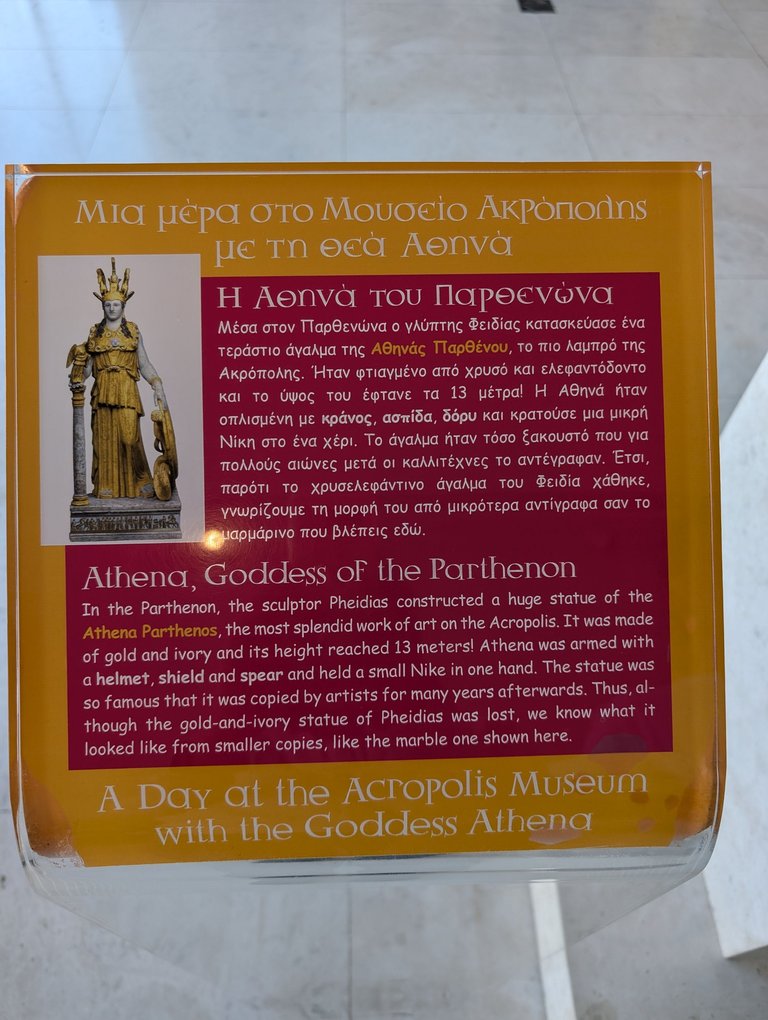 Μια μέρα στο Μουσείο Ακρόπολης
με τη θεά Αθηνά
Η Αθηνά του Παρθενώνα
Μέσα στον Παρθενώνα ο γλύπτης Φειδίας κατασκεύασε ένα
τεράστιο άγαλμα της Αθηνάς Παρθένου, το πιο λαμπρό της
Ακρόπολης. Ήταν φτιαγμένο από χρυσό και ελεφαντόδοντο
και το ύψος του έφτανε τα 13 μέτρα! Η Αθηνά ήταν
οπλισμένη με κράνος, ασπίδα, δόρυ και κρατούσε μια μικρή
Νίκη στο ένα χέρι. Το άγαλμα ήταν τόσο ξακουστό που για
πολλούς αιώνες μετά οι καλλιτέχνες το αντέγραφαν. Έτσι,
παρότι το χρυσελεφάντινο άγαλμα του Φειδία χάθηκε,
γνωρίζουμε τη μορφή του από μικρότερα αντίγραφα σαν το
μαρμάρινο που βλέπεις εδώ.
Athena, Goddess of the Parthenon
In the Parthenon, the sculptor Pheidias constructed a huge statue of the
Athena Parthenos, the most splendid work of art on the Acropolis. It was made
of gold and ivory and its height reached 13 meters! Athena was armed with
a helmet, shield and spear and held a small Nike in one hand. The statue was
so famous that it was copied by artists for many years afterwards. Thus, al-
though the gold-and-ivory statue of Pheidias was lost, we know what it
looked like from smaller copies, like the marble one shown here.
A Day at the Acropolis Museum
with the Goddess Athena